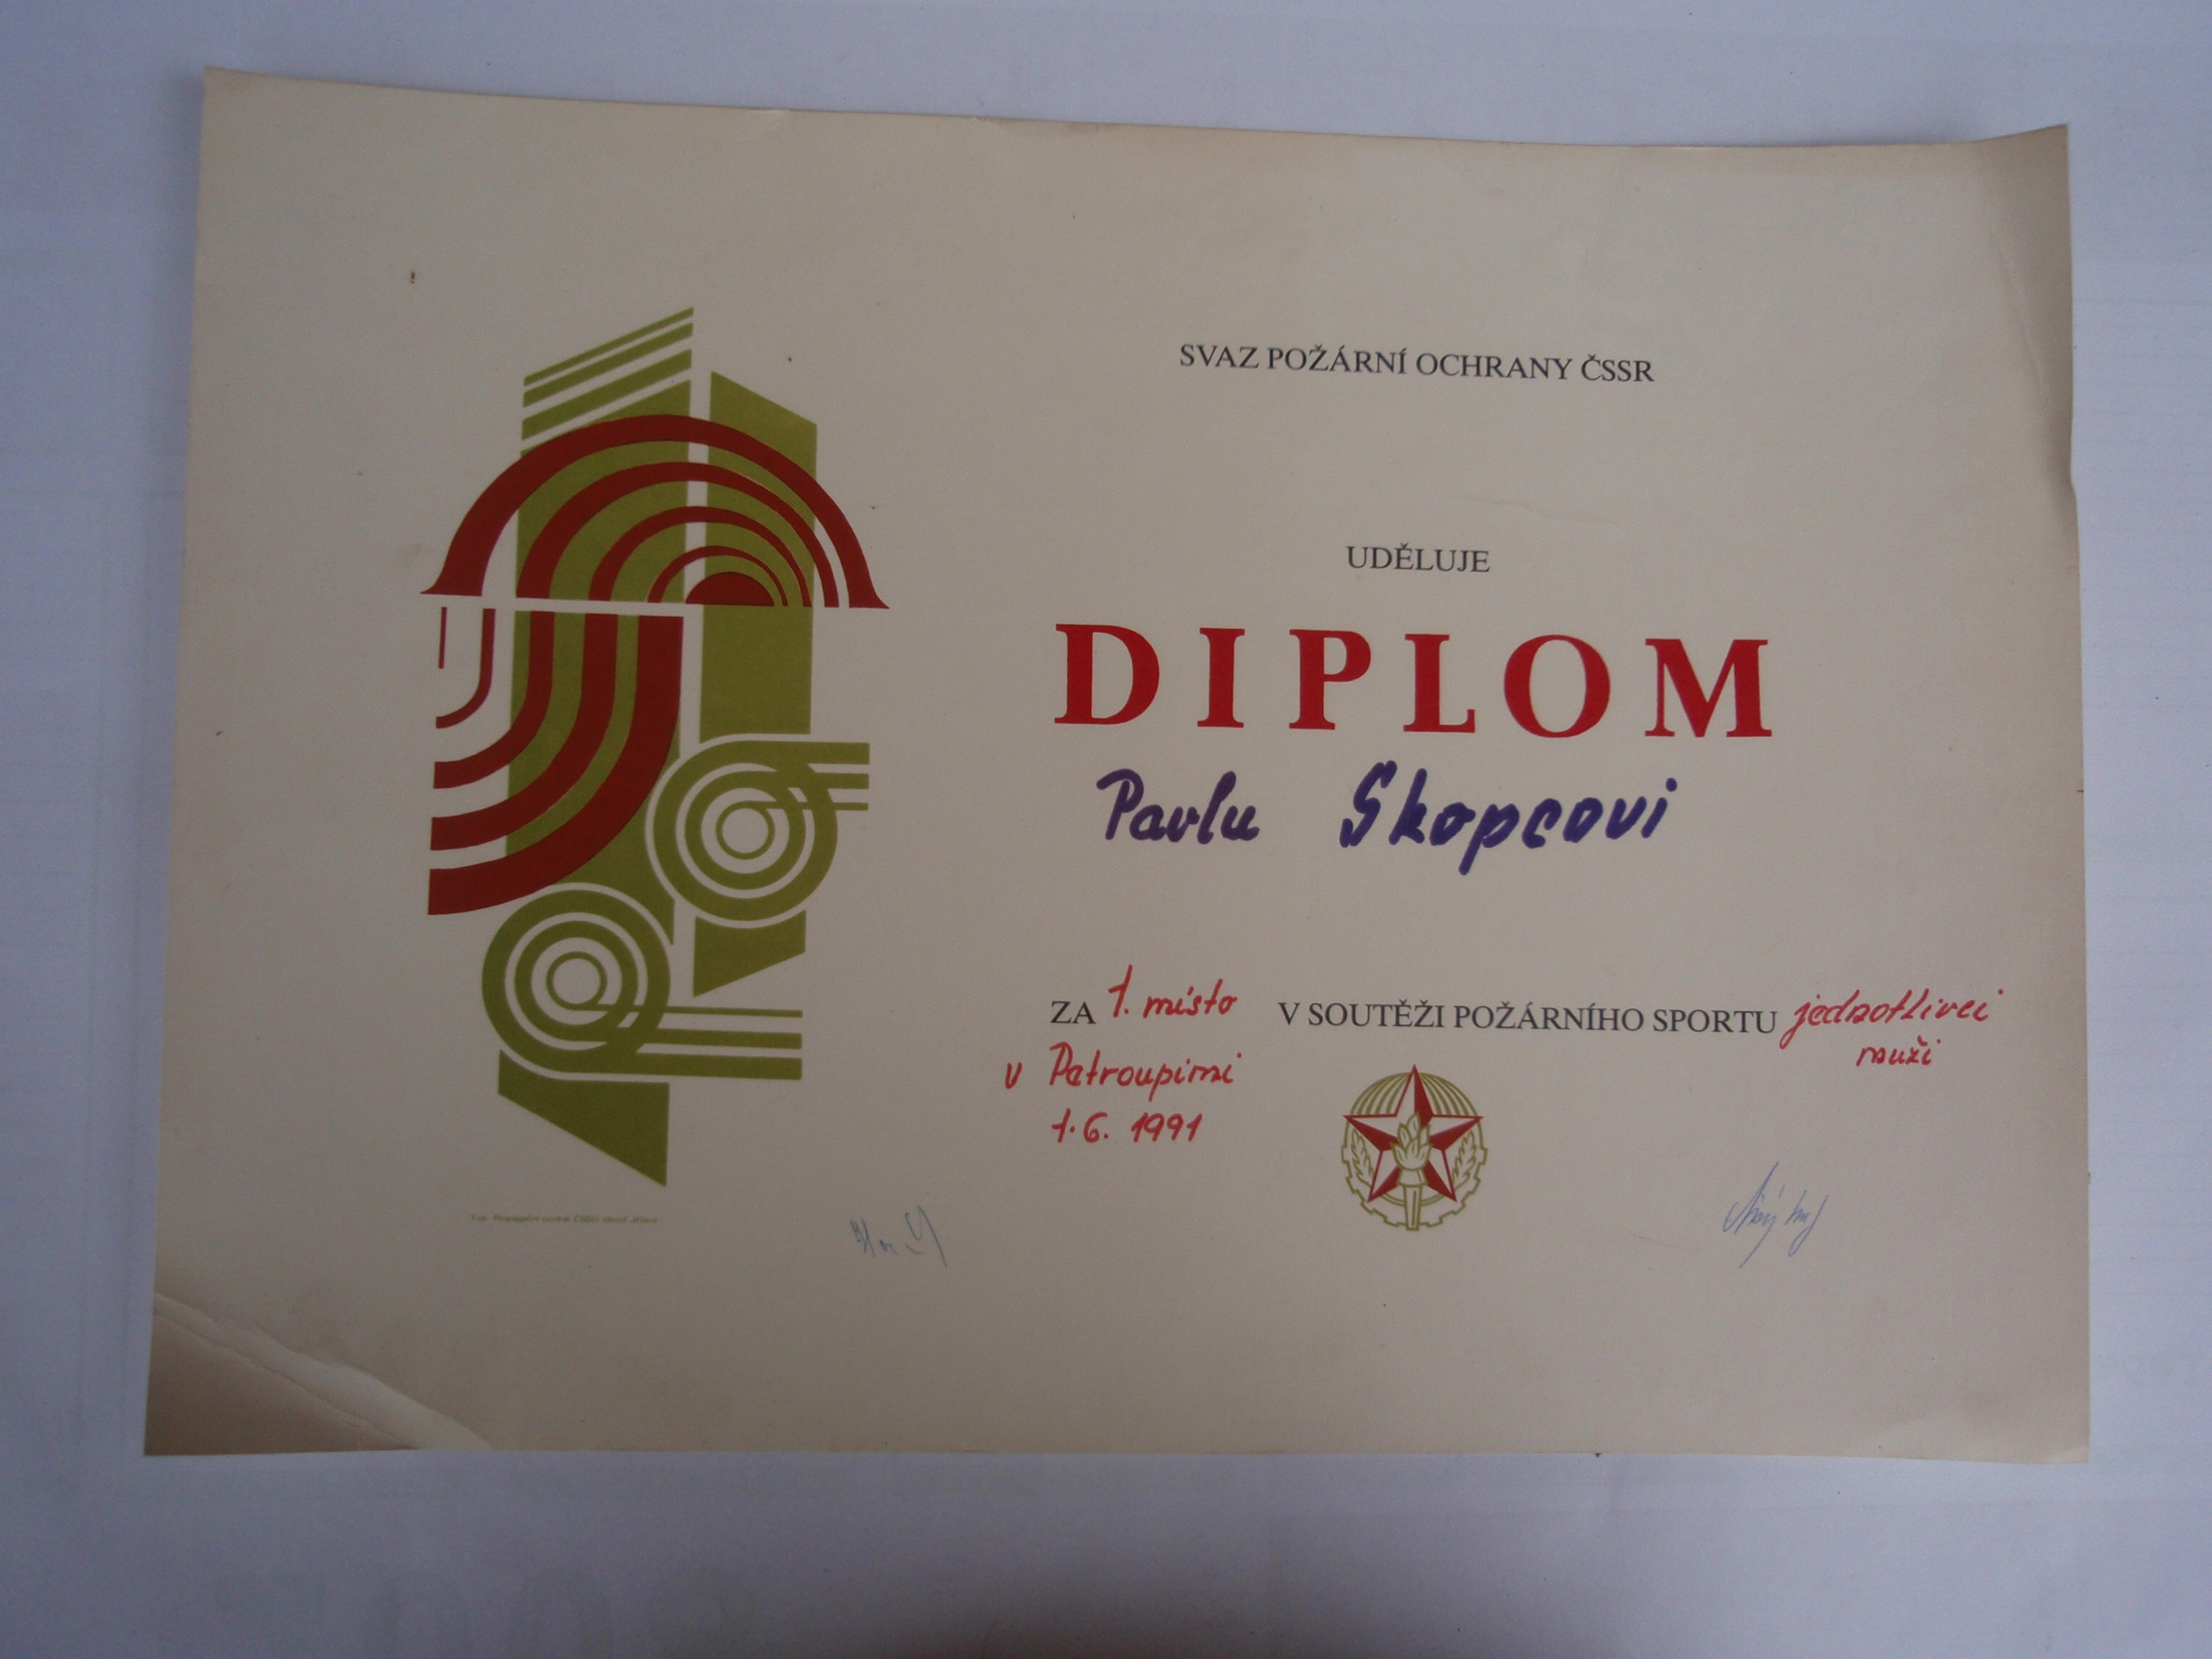 SVAZ POŽÁRNÍ OCHRANY ČSSR
UDĚLUJE
DIPLOM
Pavlu Skopcovi
ZA 1. místo V SOUTĚŽI POŽÁRNÍHO SPORTU jednotlivci
muži
v Petroupimi
1.6. 1991